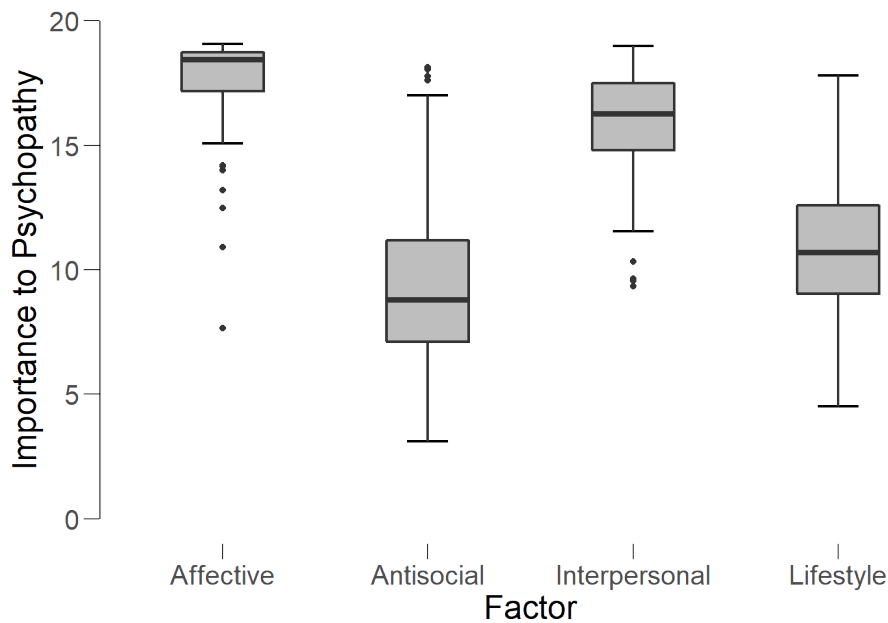 Importance to Psychopathy
20
15
10
5
0
Affective
Antisocial
Interpersonal
Lifestyle
Factor